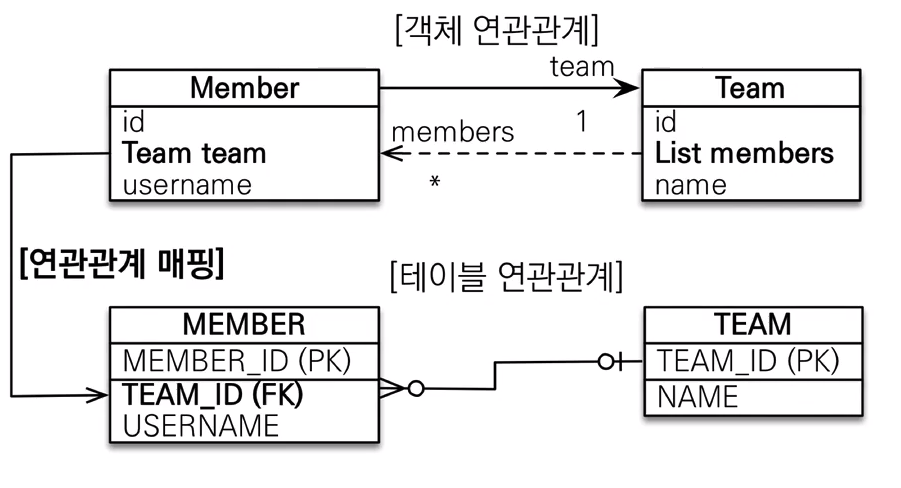 [객체 연관관계]
team
Member
Team
id
Team team
username
members
1
*
id
List members
name
[연관관계 매핑]
[테이블 연관관계]
MEMBER
MEMBER_ID (PK)
TEAM_ID (FK)
USERNAME
TEAM
TEAM_ID (PK)
NAME